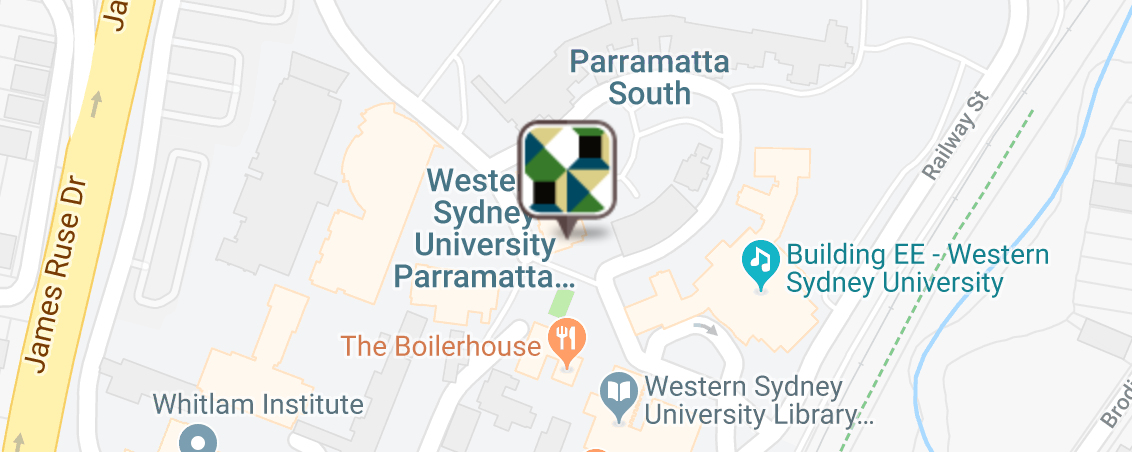 Ja
Parramatta
South
Railway St
Weste
Sydney
University
Parramatta...
James Ruse Dr
Building EE - Western
Sydney University
The Boilerhouse
Western Sydney
University Library...
Whitlam Institute
Brodi